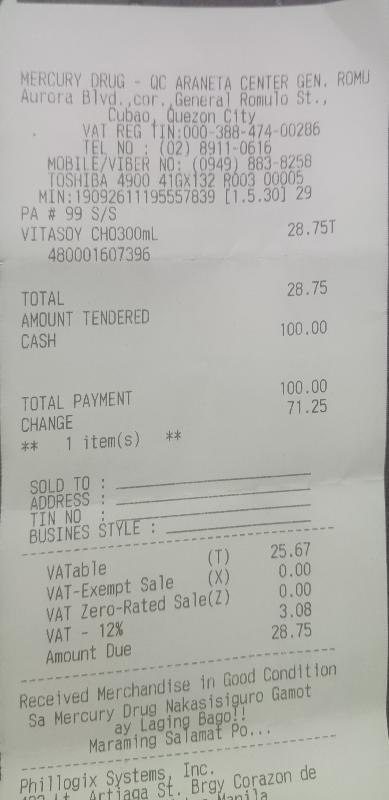 MERCURY DRUG - QC ARANETA CENTER GEN. ROMU
Aurora Blvd.,cor.,General Romulo St.,
Cubao, Quezon City
VAT REG TIN:000-388-474-00286
TEL NO : (02) 8911-0616
MOBILE/VIBER NO: (0949) 883-8258
TOSHIBA 4900 41GX132 R003 00005
MIN:19092611195557839 [1.5.30] 29
PA # 99 S/S
VITASOY CHO300mL 28.75T
480001607396
TOTAL 28.75
AMOUNT TENDERED
CASH 100.00
TOTAL PAYMENT 100.00
CHANGE 71.25
** 1 item(s) **
SOLD TO :
ADDRESS :
TIN NO :
BUSINES STYLE :
VATable (T) 25.67
VAT-Exempt Sale (X) 0.00
VAT Zero-Rated Sale(Z) 0.00
VAT - 12% 3.08
Amount Due 28.75
Received Merchandise in Good Condition
Sa Mercury Drug Nakasisiguro Gamot
ay Laging Bago!!
Maraming Salamat Po...
Phillogix Systems, Inc.
Artiaga St. Brgy Corazon de
Manila